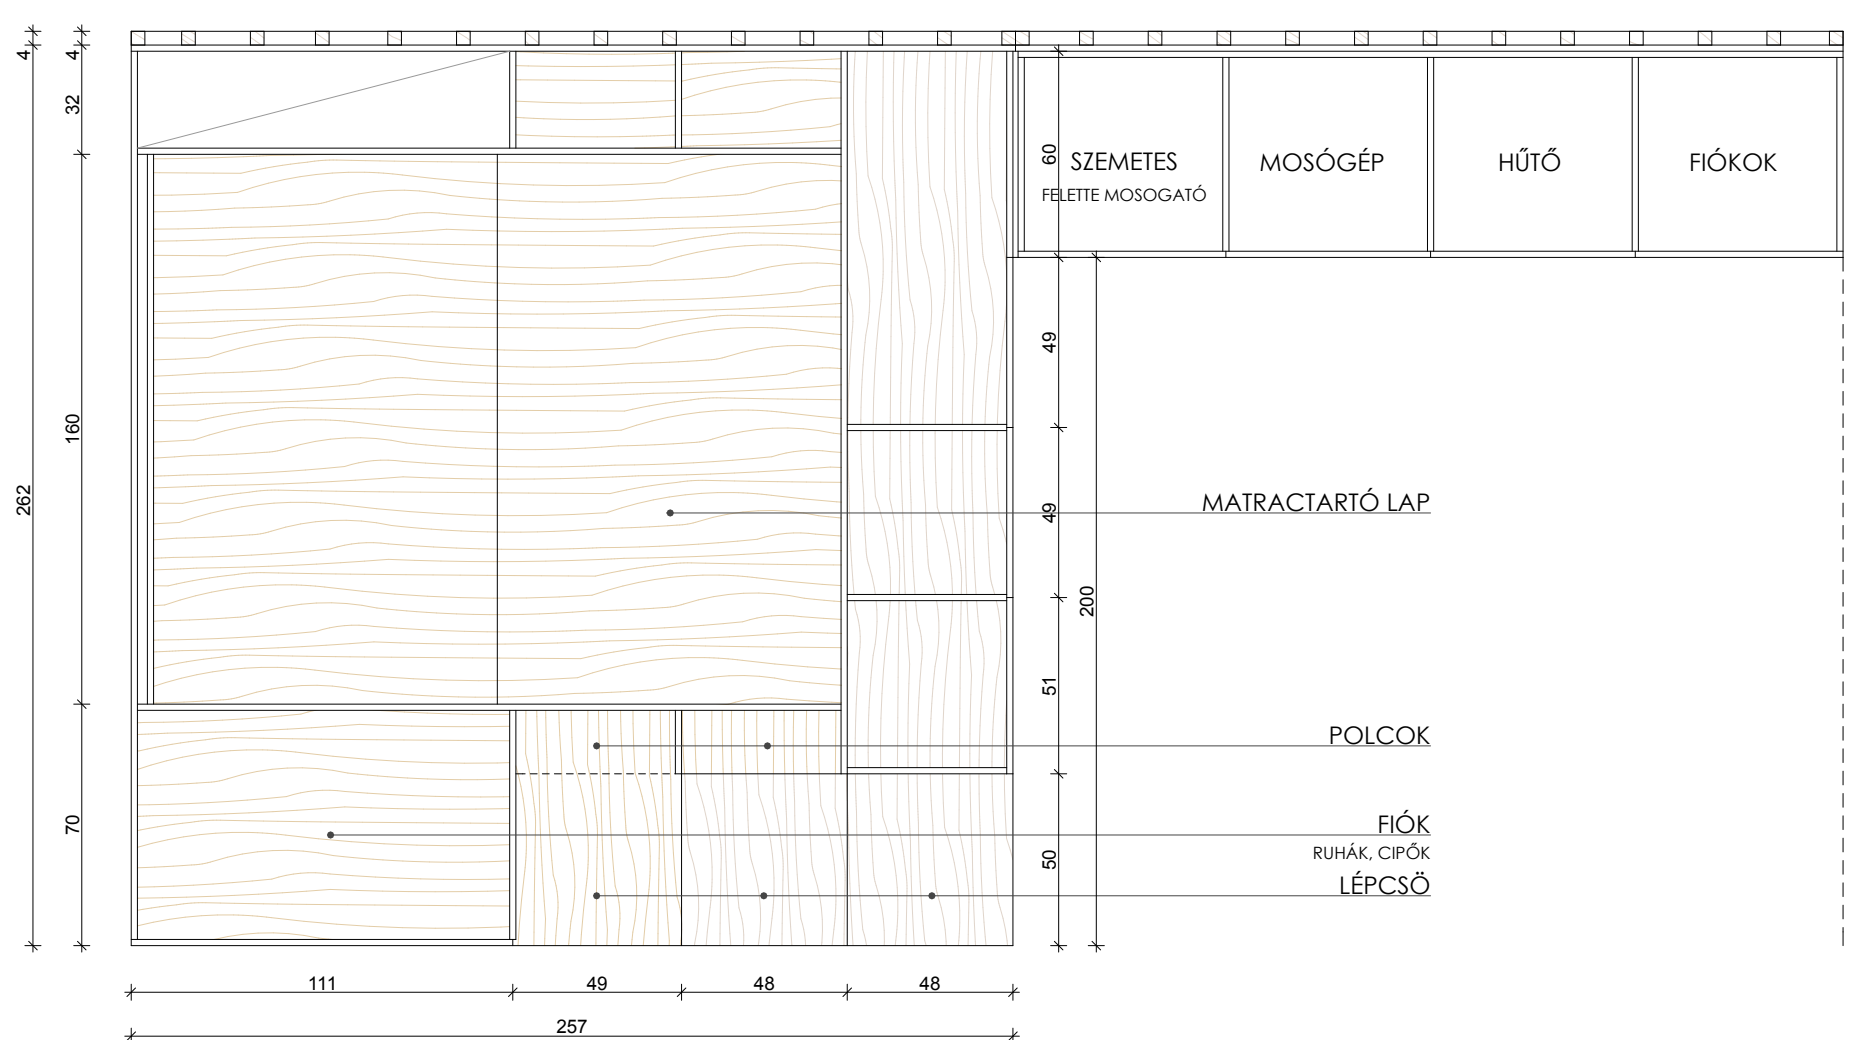 4
4
32
60
SZEMETES
MOSÓGÉP
HŰTŐ
FIÓKOK
FELETTE MOSOGATÓ
49
160
262
49
MATRACTARTÓ LAP
200
51
POLCOK
70
FIÓK
RUHÁK, CIPŐK
50
LÉPCSÖ
111
49
48
48
257